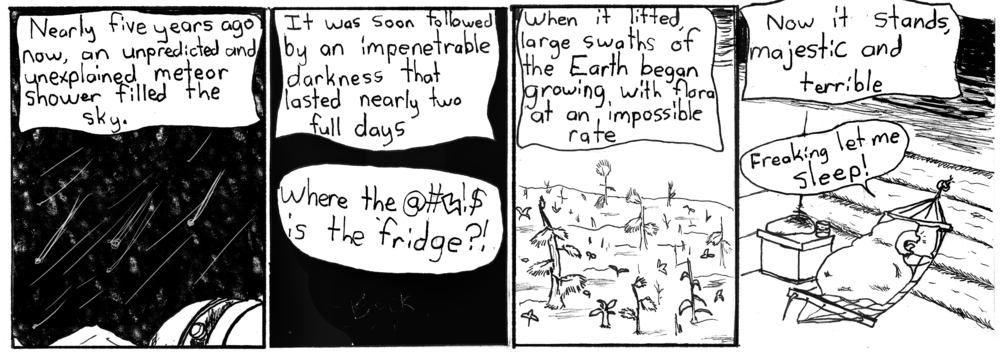 Nearly five years ago
now, an unpredicted and
unexplained meteor
shower filled the
sky.
It was soon followed
by an impenetrable
darkness that
lasted nearly two
full days
Where the @#%!$
is the fridge?!
When it lifted,
large swaths of
the Earth began
growing with flora
at an impossible
rate
Now it stands,
majestic and
terrible
Freaking let me
sleep!